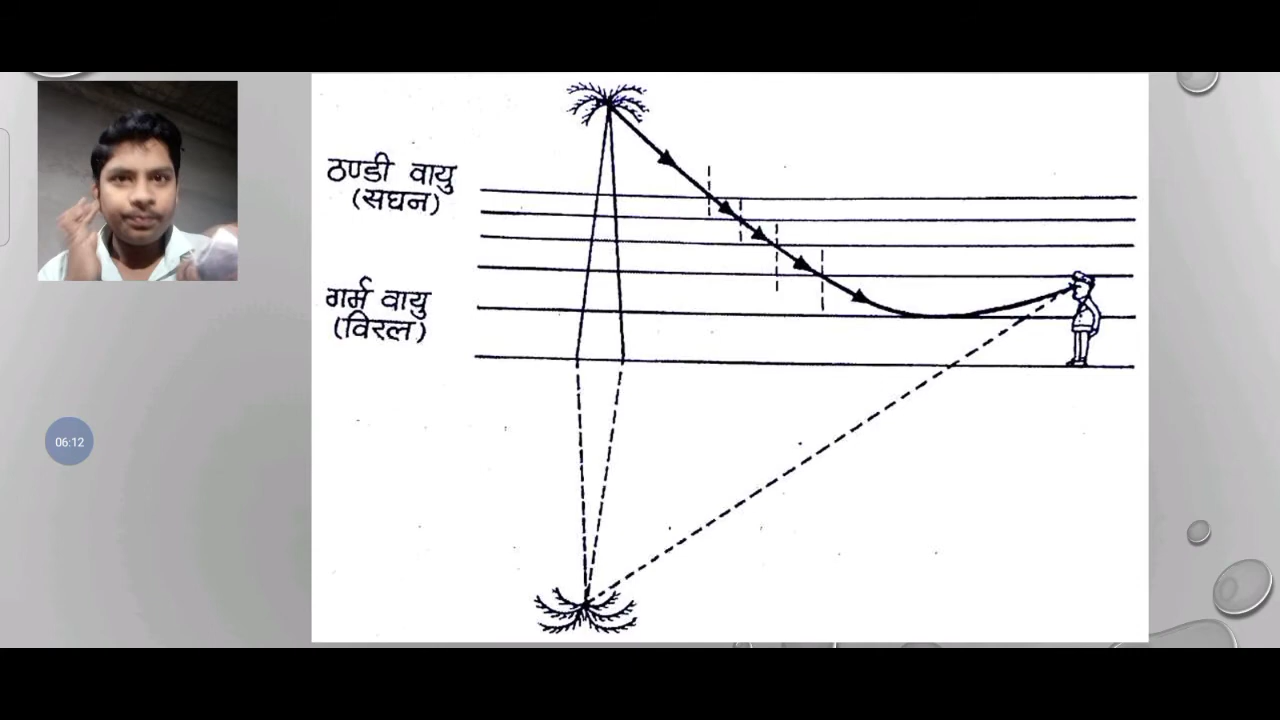 ठण्डी वायु
(सघन)
गर्म वायु
(विरल)
06:12